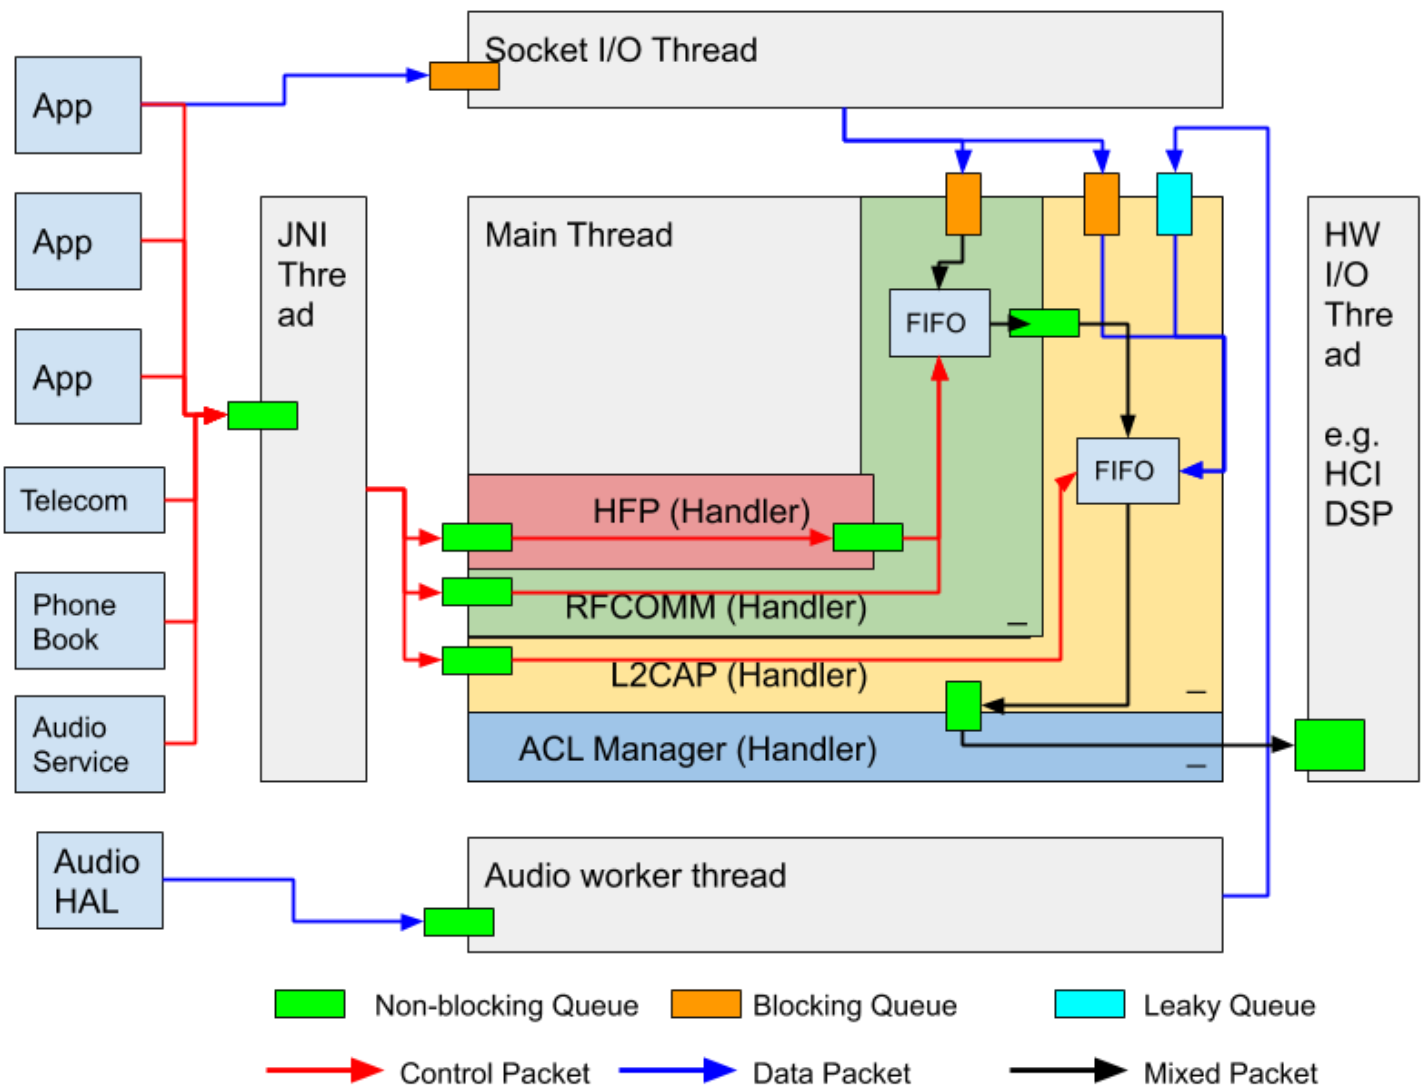 Socket I/O Thread
App
App
App
Telecom
Phone
Book
Audio
Service
Audio
HAL
JNI
Thre
ad
Main Thread
FIFO
FIFO
HFP (Handler)
RFCOMM (Handler)
_
L2CAP (Handler)
_
ACL Manager (Handler)
_
HW
I/O
Thre
ad
e.g.
HCI
DSP
Audio worker thread
Non-blocking Queue
Blocking Queue
Leaky Queue
Control Packet
Data Packet
Mixed Packet